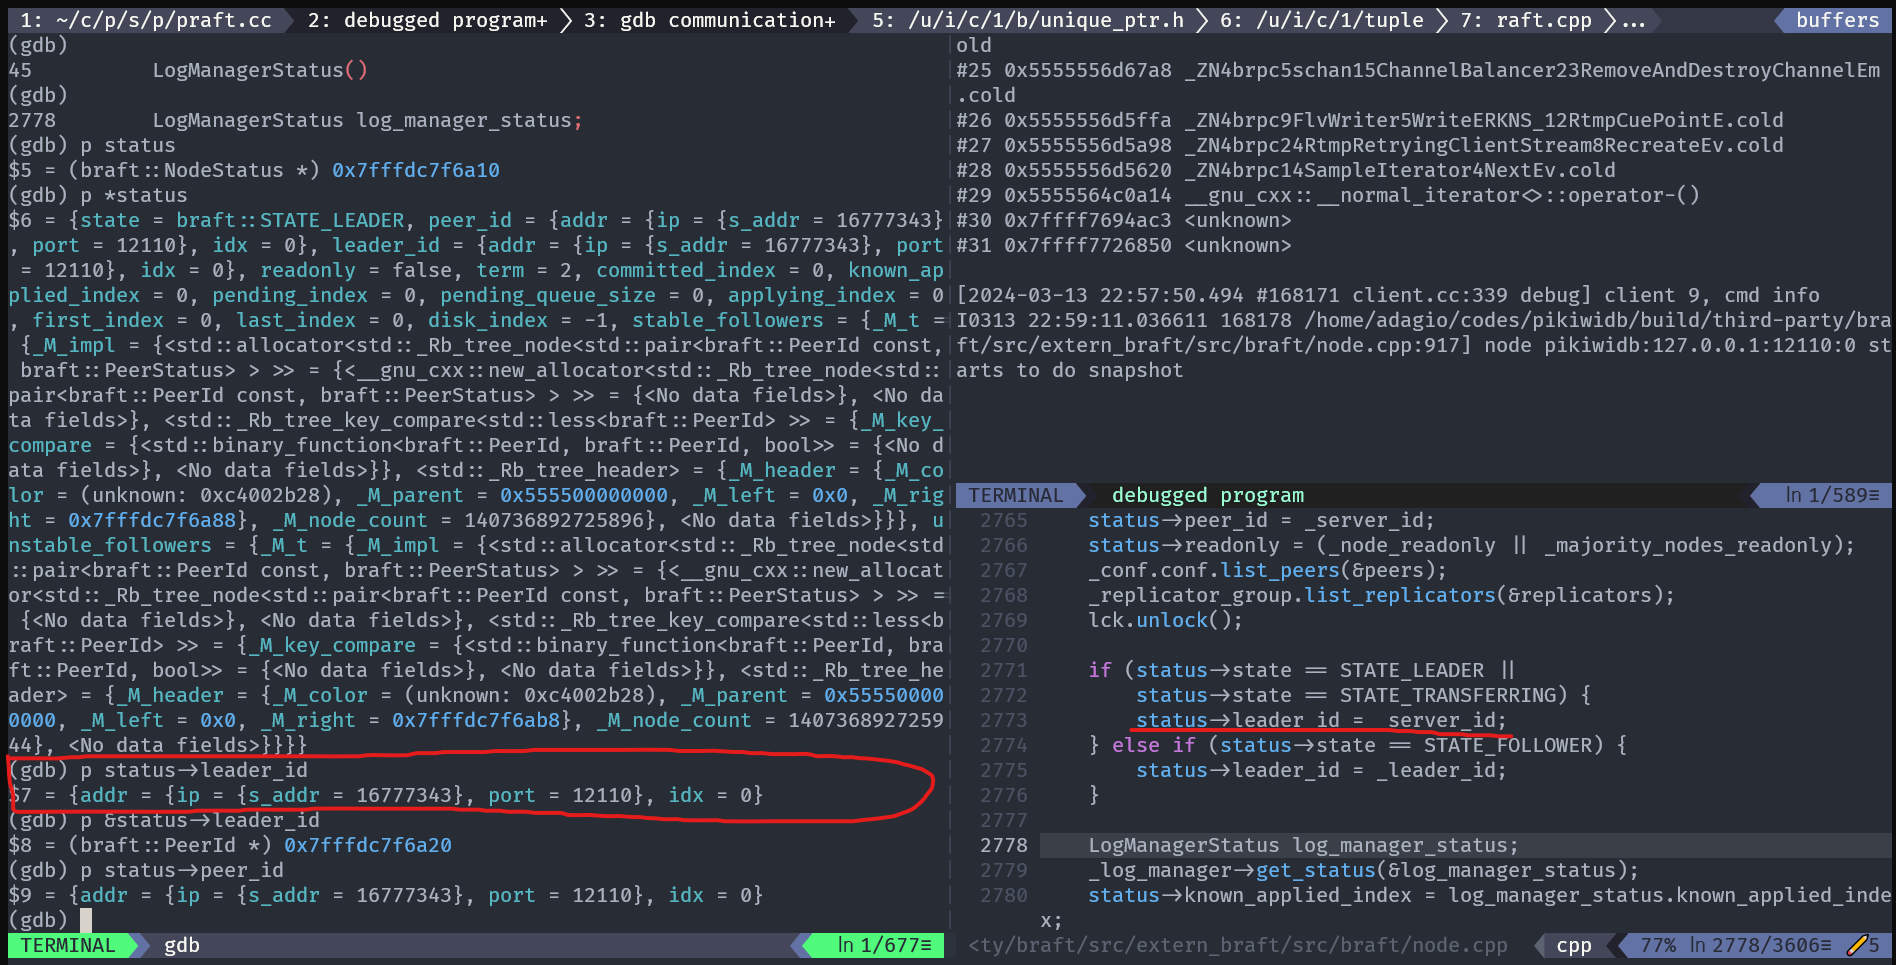 1: ~/c/p/s/p/praft.cc  2: debugged program+  3: gdb communication+  5: /u/i/c/1/b/unique_ptr.h  6: /u/i/c/1/tuple  7: raft.cpp  ...  buffers
(gdb)
45          LogManagerStatus()
(gdb)
2778        LogManagerStatus log_manager_status;
(gdb) p status
$5 = (braft::NodeStatus *) 0x7fffdc7f6a10
(gdb) p *status
$6 = {state = braft::STATE_LEADER, peer_id = {addr = {ip = {s_addr = 16777343}
, port = 12110}, idx = 0}, leader_id = {addr = {ip = {s_addr = 16777343}, port
 = 12110}, idx = 0}, readonly = false, term = 2, committed_index = 0, known_ap
plied_index = 0, pending_index = 0, pending_queue_size = 0, applying_index = 0
, first_index = 0, last_index = 0, disk_index = -1, stable_followers = {_M_t =
 {_M_impl = {<std::allocator<std::_Rb_tree_node<std::pair<braft::PeerId const,
 braft::PeerStatus> > >> = {<__gnu_cxx::new_allocator<std::_Rb_tree_node<std::
pair<braft::PeerId const, braft::PeerStatus> > >> = {<No data fields>}, <No da
ta fields>}, <std::_Rb_tree_key_compare<std::less<braft::PeerId> >> = {_M_key_
compare = {<std::binary_function<braft::PeerId, braft::PeerId, bool>> = {<No d
ata fields>}, <No data fields>}}, <std::_Rb_tree_header> = {_M_header = {_M_co
lor = (unknown: 0xc4002b28), _M_parent = 0x555500000000, _M_left = 0x0, _M_rig
ht = 0x7fffdc7f6a88}, _M_node_count = 140736892725896}, <No data fields>}}}, u
nstable_followers = {_M_t = {_M_impl = {<std::allocator<std::_Rb_tree_node<std
::pair<braft::PeerId const, braft::PeerStatus> > >> = {<__gnu_cxx::new_allocat
or<std::_Rb_tree_node<std::pair<braft::PeerId const, braft::PeerStatus> > >> =
 {<No data fields>}, <No data fields>}, <std::_Rb_tree_key_compare<std::less<b
raft::PeerId> >> = {_M_key_compare = {<std::binary_function<braft::PeerId, bra
ft::PeerId, bool>> = {<No data fields>}, <No data fields>}}, <std::_Rb_tree_he
ader> = {_M_header = {_M_color = (unknown: 0xc4002b28), _M_parent = 0x55550000
0000, _M_left = 0x0, _M_right = 0x7fffdc7f6ab8}, _M_node_count = 1407368927259
44}, <No data fields>}}}}
(gdb) p status->leader_id
$7 = {addr = {ip = {s_addr = 16777343}, port = 12110}, idx = 0}
(gdb) p &status->leader_id
$8 = (braft::PeerId *) 0x7fffdc7f6a20
(gdb) p status->peer_id
$9 = {addr = {ip = {s_addr = 16777343}, port = 12110}, idx = 0}
(gdb)
TERMINAL  gdb  ln 1/677≡
old
#25 0x5555556d67a8 _ZN4brpc5schan15ChannelBalancer23RemoveAndDestroyChannelEm
.cold
#26 0x5555556d5ffa _ZN4brpc9FlvWriter5WriteERKNS_12RtmpCuePointE.cold
#27 0x5555556d5a98 _ZN4brpc24RtmpRetryingClientStream8RecreateEv.cold
#28 0x5555556d5620 _ZN4brpc14SampleIterator4NextEv.cold
#29 0x5555564c0a14 __gnu_cxx::__normal_iterator<>::operator-()
#30 0x7ffff7694ac3 <unknown>
#31 0x7ffff7726850 <unknown>
[2024-03-13 22:57:50.494 #168171 client.cc:339 debug] client 9, cmd info
I0313 22:59:11.036611 168178 /home/adagio/codes/pikiwidb/build/third-party/bra
ft/src/extern_braft/src/braft/node.cpp:917] node pikiwidb:127.0.0.1:12110:0 st
arts to do snapshot
TERMINAL  debugged program  ln 1/589≡
2765    status->peer_id = _server_id;
2766    status->readonly = (_node_readonly || _majority_nodes_readonly);
2767    _conf.conf.list_peers(&peers);
2768    _replicator_group.list_replicators(&replicators);
2769    lck.unlock();
2770
2771    if (status->state == STATE_LEADER ||
2772        status->state == STATE_TRANSFERRING) {
2773        status->leader_id = _server_id;
2774    } else if (status->state == STATE_FOLLOWER) {
2775        status->leader_id = _leader_id;
2776    }
2777
2778    LogManagerStatus log_manager_status;
2779    _log_manager->get_status(&log_manager_status);
2780    status->known_applied_index = log_manager_status.known_applied_inde
x;
<ty/braft/src/extern_braft/src/braft/node.cpp  cpp  77%  ln 2778/3606≡  5